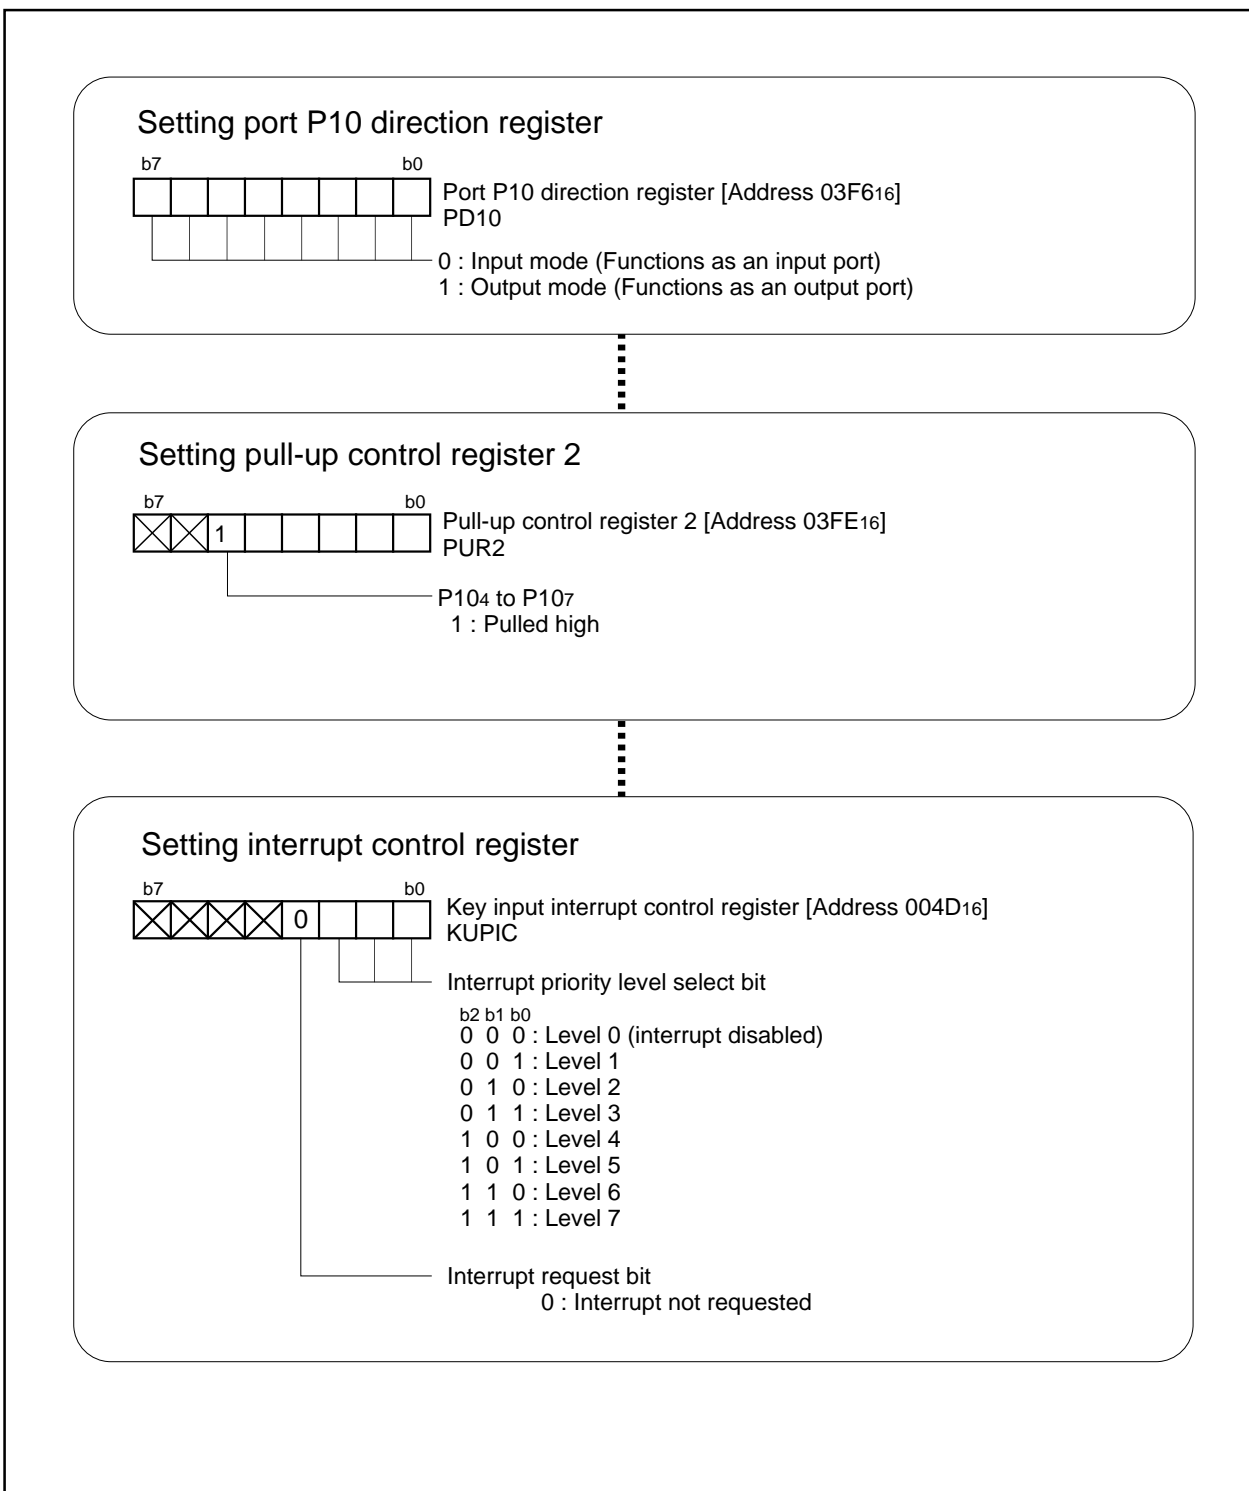 Setting port P10 direction register
b7 b0
Port P10 direction register [Address 03F616]
PD10
0 : Input mode (Functions as an input port)
1 : Output mode (Functions as an output port)
Setting pull-up control register 2
b7 b0
1
Pull-up control register 2 [Address 03FE16]
PUR2
P104 to P107
1 : Pulled high
Setting interrupt control register
b7 b0
0
Key input interrupt control register [Address 004D16]
KUPIC
Interrupt priority level select bit
b2 b1 b0
0 0 0 : Level 0 (interrupt disabled)
0 0 1 : Level 1
0 1 0 : Level 2
0 1 1 : Level 3
1 0 0 : Level 4
1 0 1 : Level 5
1 1 0 : Level 6
1 1 1 : Level 7
Interrupt request bit
0 : Interrupt not requested